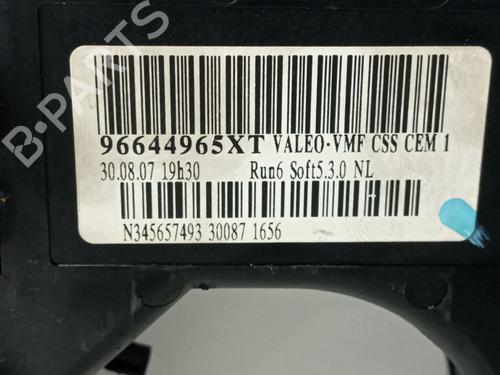 96644965XT VALEO-VMF CSS CEM 1
30.08.07 19h30 Run6 Soft5.3.0 NL
N345657493 30087 1656
B-PARTS